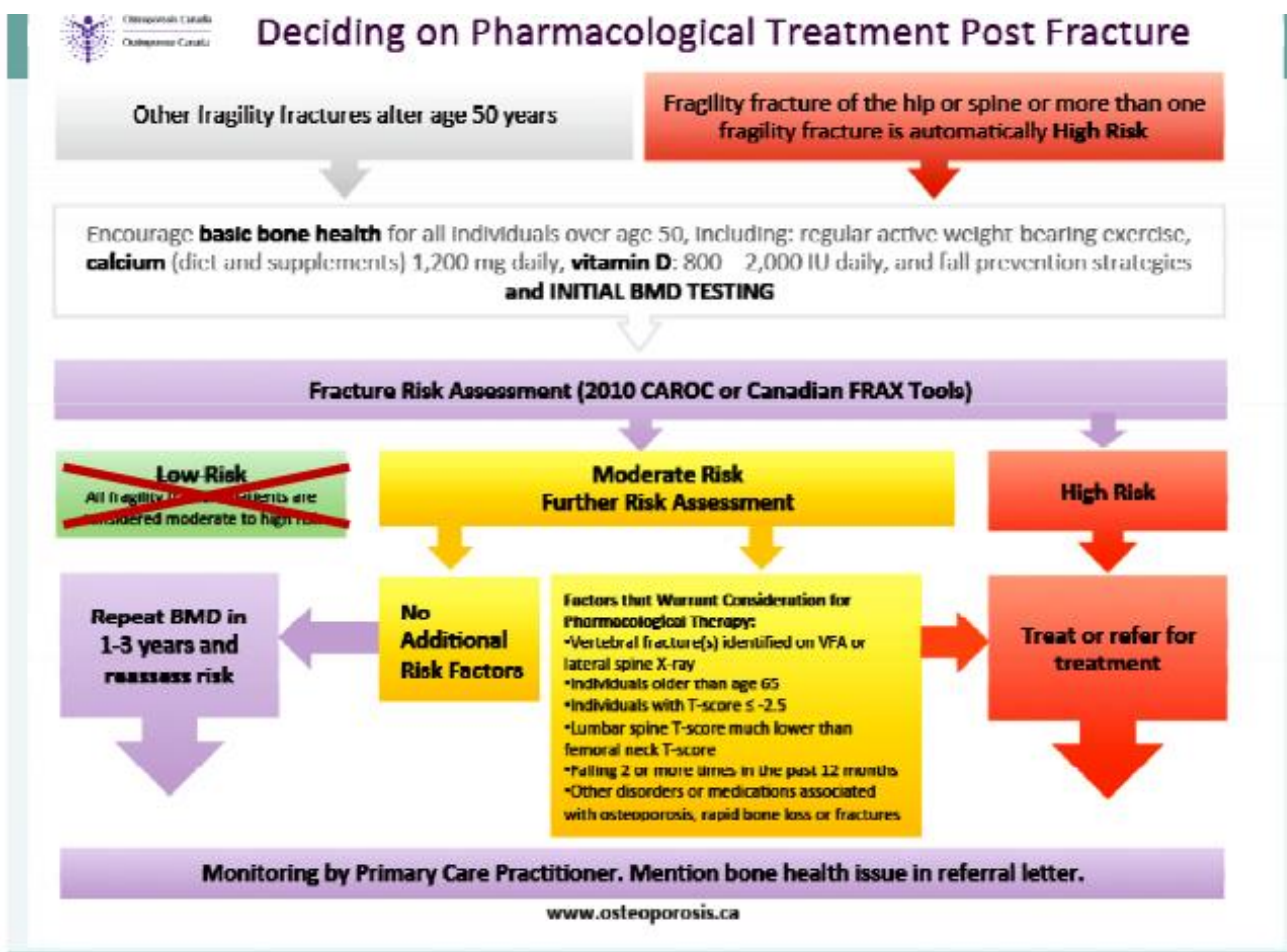 Osteoporosis Canada
Ostéoporose Canada
Deciding on Pharmacological Treatment Post Fracture
Other fragility fractures after age 50 years
Fragility fracture of the hip or spine or more than one
fragility fracture is automatically High Risk
Encourage basic bone health for all individuals over age 50, including: regular active weight bearing exercise,
calcium (diet and supplements) 1,200 mg daily, vitamin D: 800 2,000 IU daily, and fall prevention strategies
and INITIAL BMD TESTING
Fracture Risk Assessment (2010 CAROC or Canadian FRAX Tools)
Low Risk
All fragility patients are
considered moderate to high risk
Moderate Risk
Further Risk Assessment
High Risk
Repeat BMD in
1-3 years and
reassess risk
No
Additional
Risk Factors
Factors that Warrant Consideration for
Pharmacological Therapy:
•Vertebral fracture(s) identified on VFA or
lateral spine X-ray
•Individuals older than age 65
•Individuals with T-score ≤ -2.5
•Lumbar spine T-score much lower than
femoral neck T-score
•Falling 2 or more times in the past 12 months
•Other disorders or medications associated
with osteoporosis, rapid bone loss or fractures
Treat or refer for
treatment
Monitoring by Primary Care Practitioner. Mention bone health issue in referral letter.
www.osteoporosis.ca